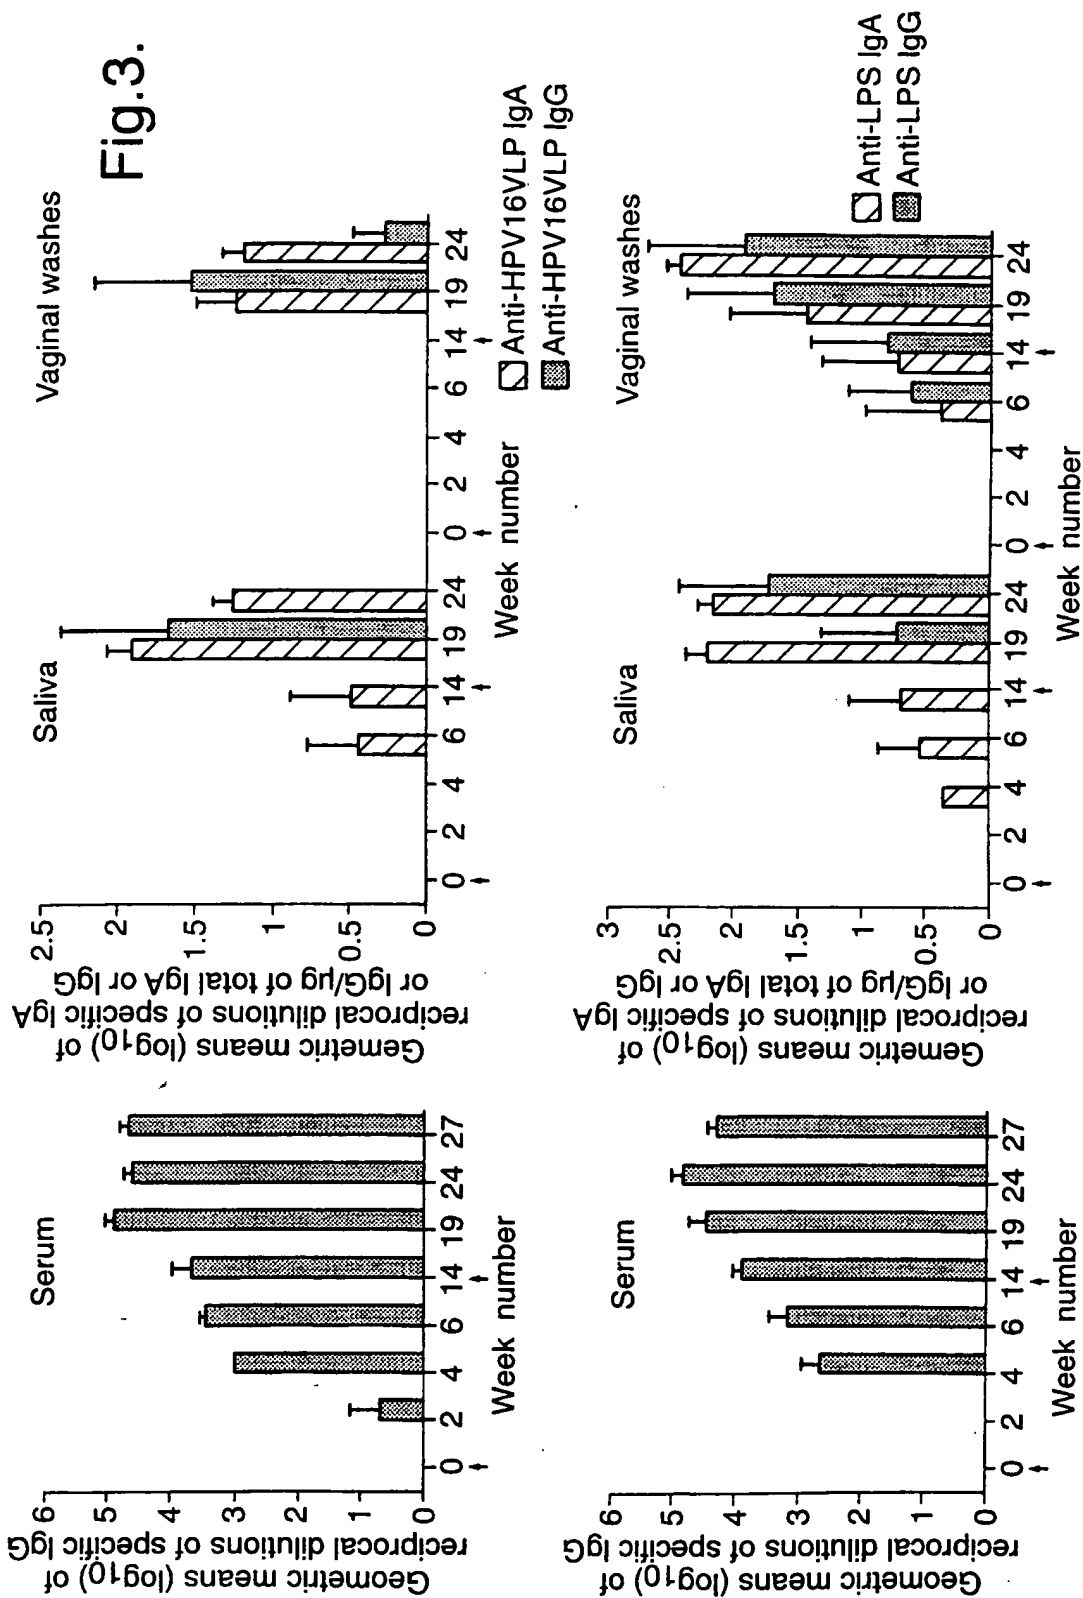 Fig.3.
Serum
Geometric means (log10) of
reciprocal dilutions of specific IgG
6
5
4
3
2
1
0
0 2 4 6 14 19 24 27
Week number
Saliva
Vaginal washes
Gemetric means (log10) of
reciprocal dilutions of specific IgA
or IgG/µg of total IgA or IgG
2.5
2
1.5
1
0.5
0
0 2 4 6 14 19 24
0 2 4 6 14 19 24
Week number
Anti-HPV16VLP IgA
Anti-HPV16VLP IgG
Serum
Geometric means (log10) of
reciprocal dilutions of specific IgG
6
5
4
3
2
1
0
0 2 4 6 14 19 24 27
Week number
Saliva
Vaginal washes
Gemetric means (log10) of
reciprocal dilutions of specific IgA
or IgG/µg of total IgA or IgG
3
2.5
2
1.5
1
0.5
0
0 2 4 6 14 19 24
0 2 4 6 14 19 24
Week number
Anti-LPS IgA
Anti-LPS IgG